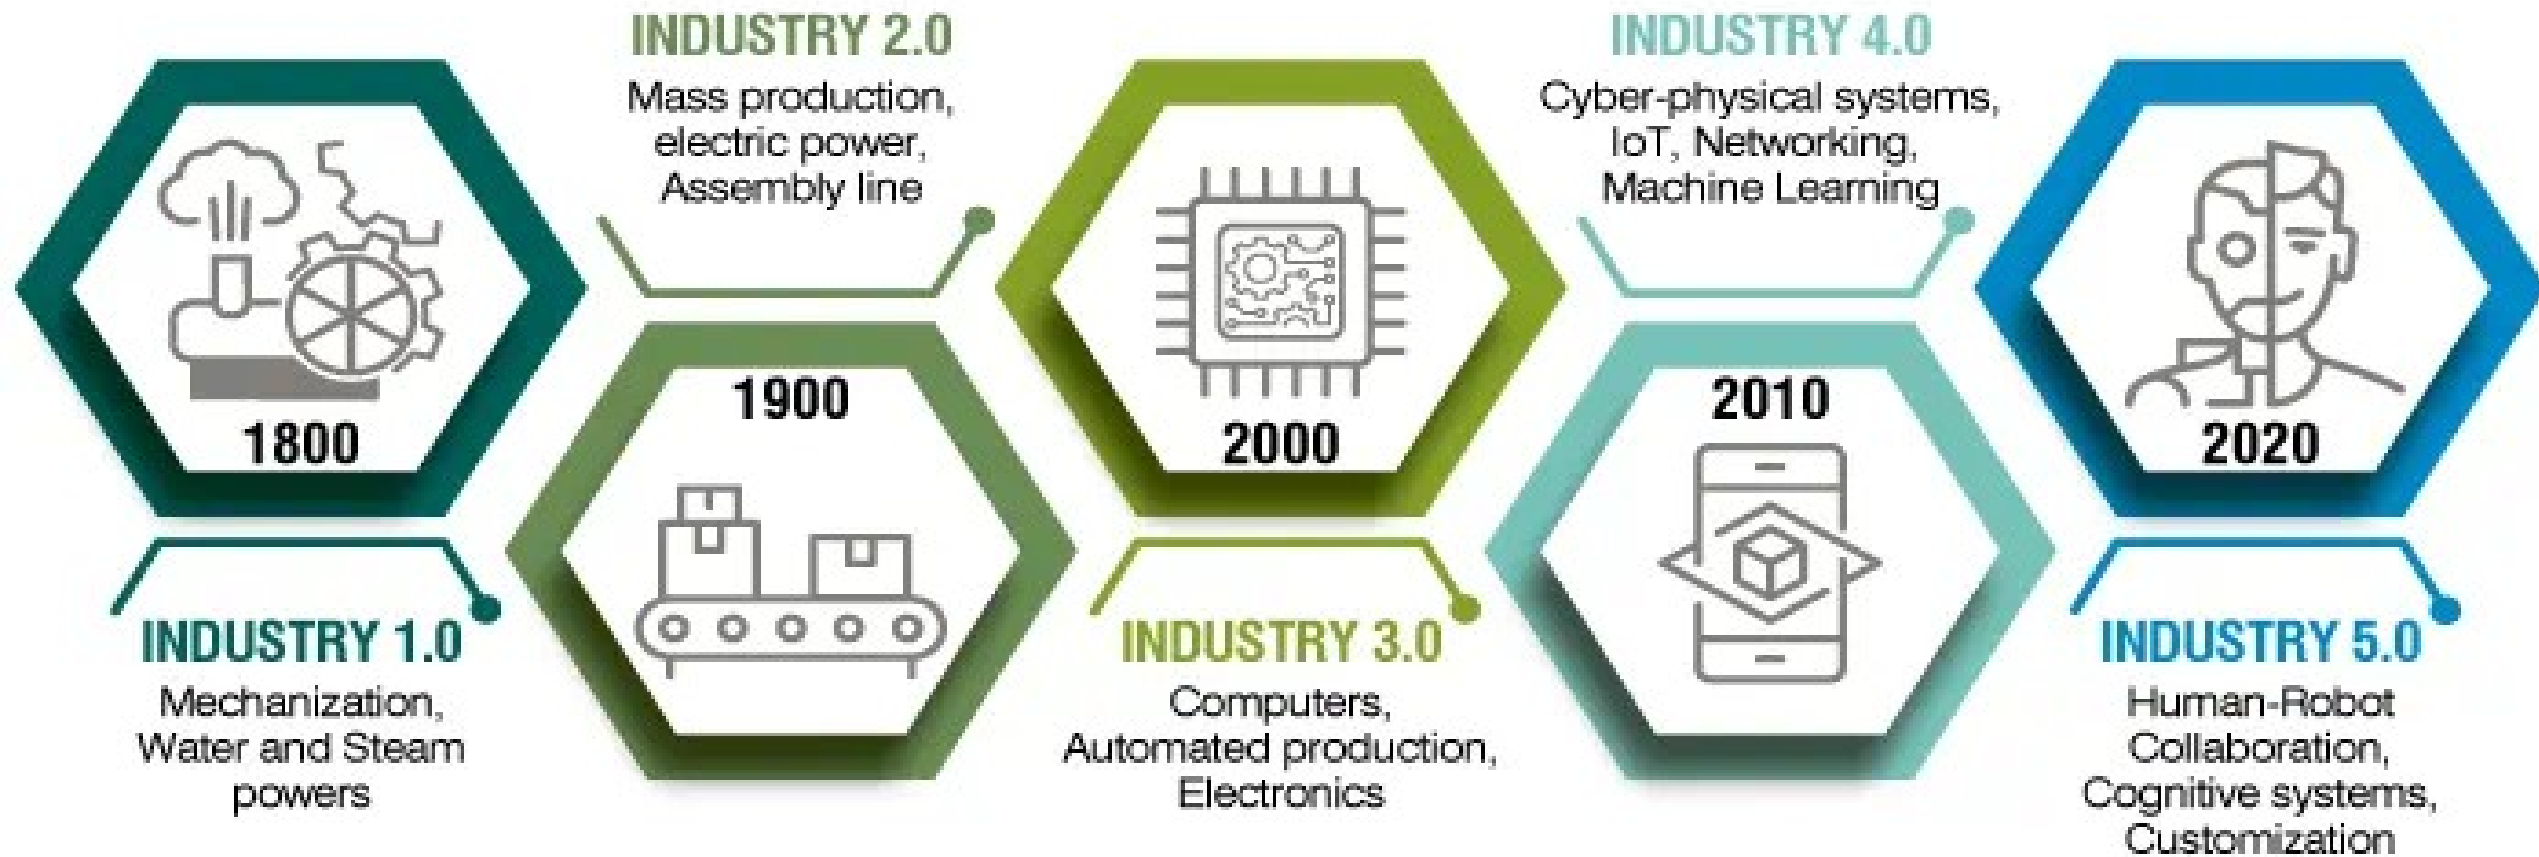 1800
INDUSTRY 1.0
Mechanization,
Water and Steam
powers
INDUSTRY 2.0
Mass production,
electric power,
Assembly line
1900
2000
INDUSTRY 3.0
Computers,
Automated production,
Electronics
INDUSTRY 4.0
Cyber-physical systems,
IoT, Networking,
Machine Learning
2010
2020
INDUSTRY 5.0
Human-Robot
Collaboration,
Cognitive systems,
Customization